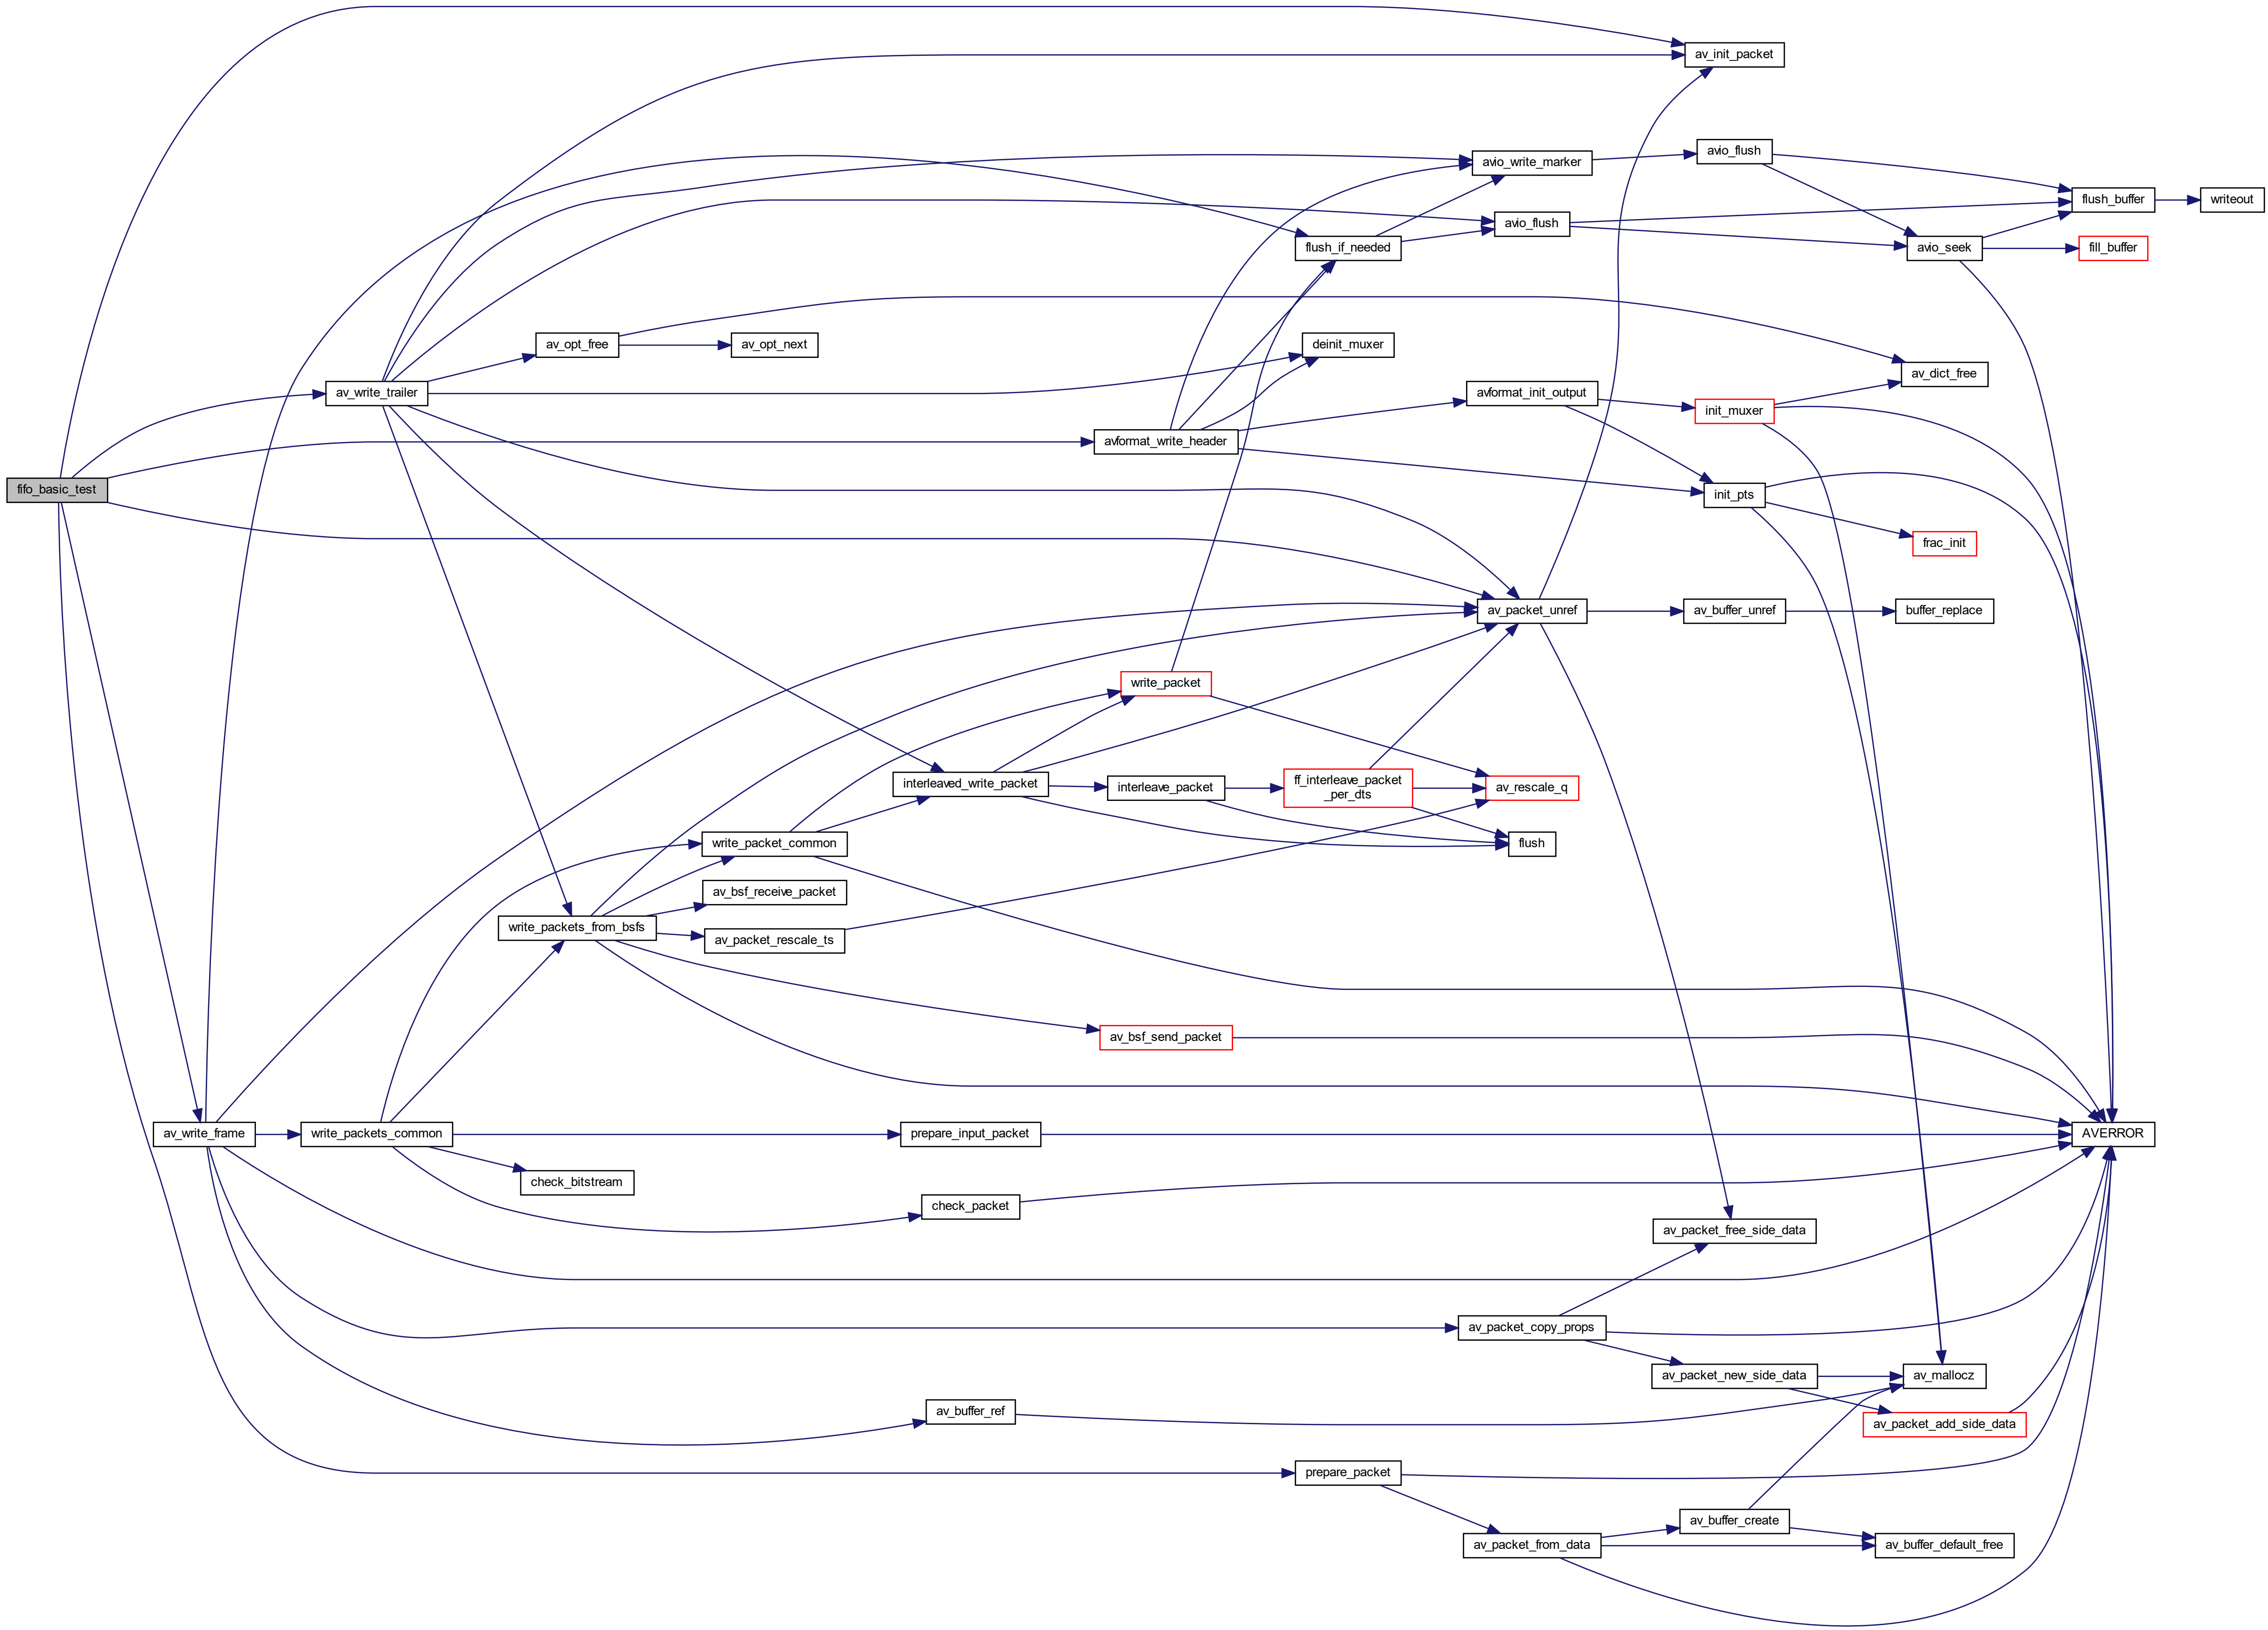 av_init_packet
avio_flush
avio_write_marker
flush_buffer
writeout
avio_flush
flush_if_needed
avio_seek
fill_buffer
av_opt_free
av_opt_next
deinit_muxer
av_dict_free
av_write_trailer
avformat_init_output
init_muxer
avformat_write_header
fifo_basic_test
init_pts
frac_init
av_packet_unref
av_buffer_unref
buffer_replace
write_packet
interleaved_write_packet
interleave_packet
ff_interleave_packet
_per_dts
av_rescale_q
write_packet_common
flush
av_bsf_receive_packet
write_packets_from_bsfs
av_packet_rescale_ts
av_bsf_send_packet
av_write_frame
write_packets_common
prepare_input_packet
AVERROR
check_bitstream
check_packet
av_packet_free_side_data
av_packet_copy_props
av_packet_new_side_data
av_mallocz
av_buffer_ref
av_packet_add_side_data
prepare_packet
av_buffer_create
av_packet_from_data
av_buffer_default_free